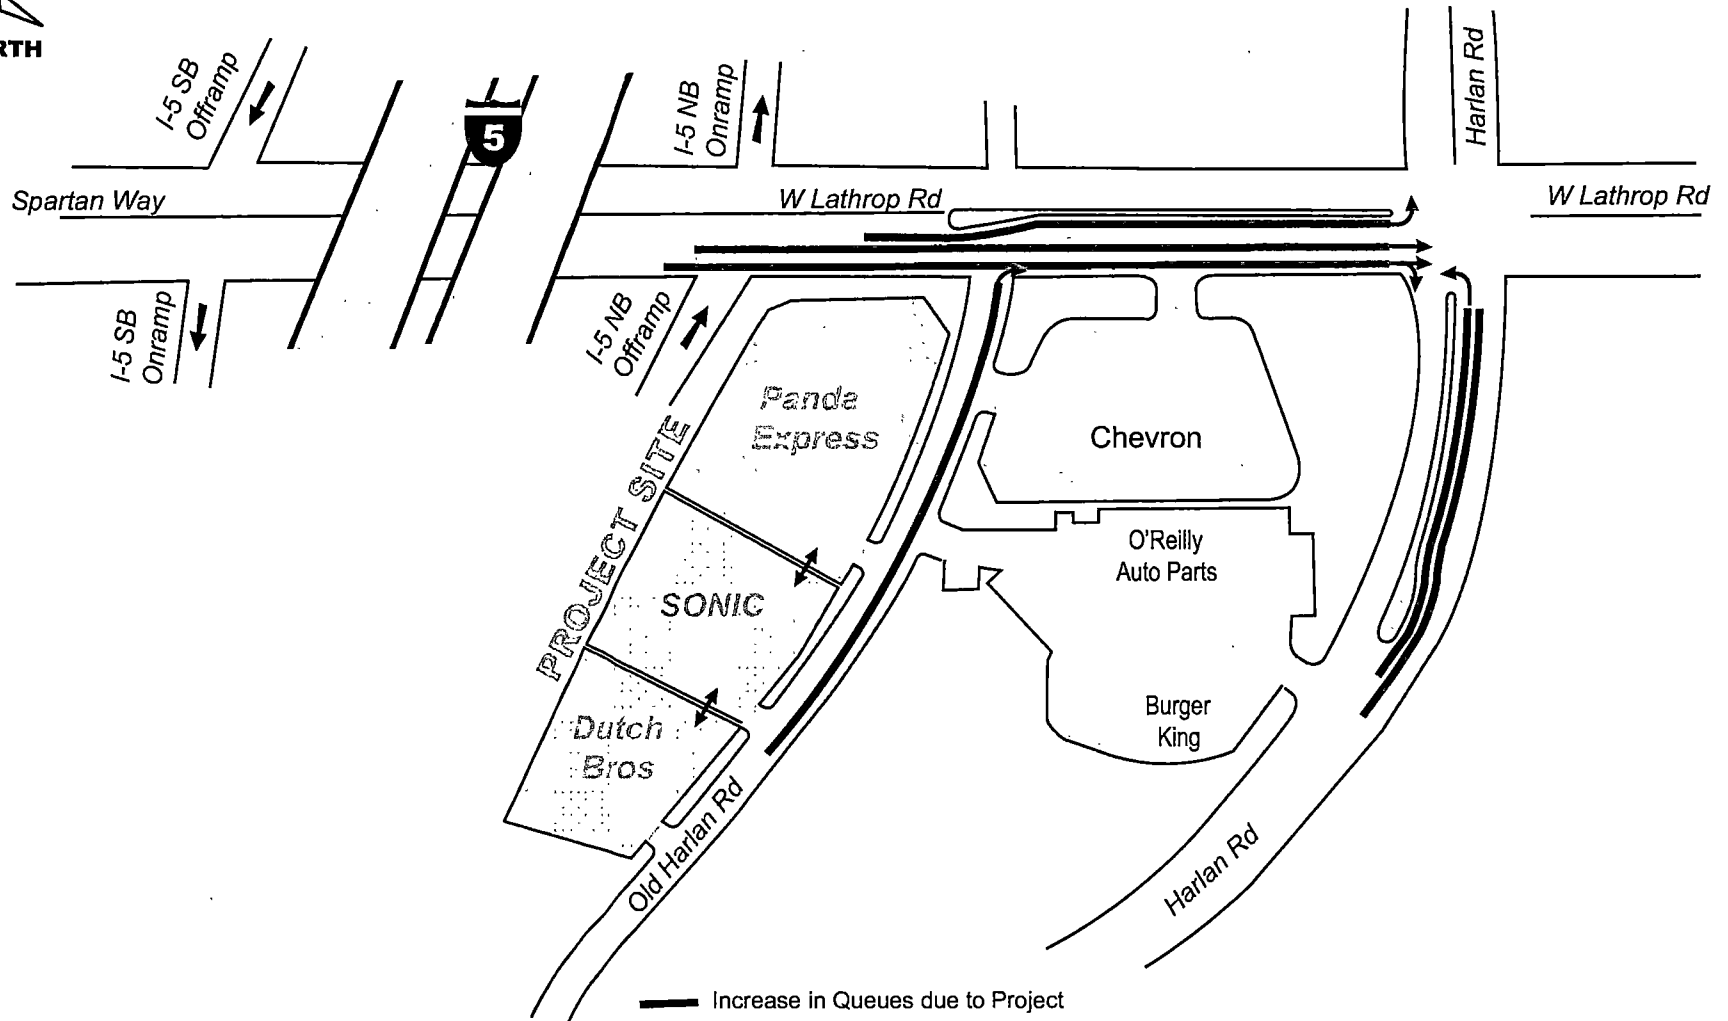 RTH
I-5 SB
Offramp
5
I-5 NB
Onramp
Harlan Rd
Spartan Way
W Lathrop Rd
W Lathrop Rd
I-5 SB
Onramp
I-5 NB
Offramp
PROJECT SITE
Panda
Express
Chevron
O'Reilly
Auto Parts
SONIC
Dutch
Bros
Burger
King
Old Harlan Rd
Harlan Rd
Increase in Queues due to Project